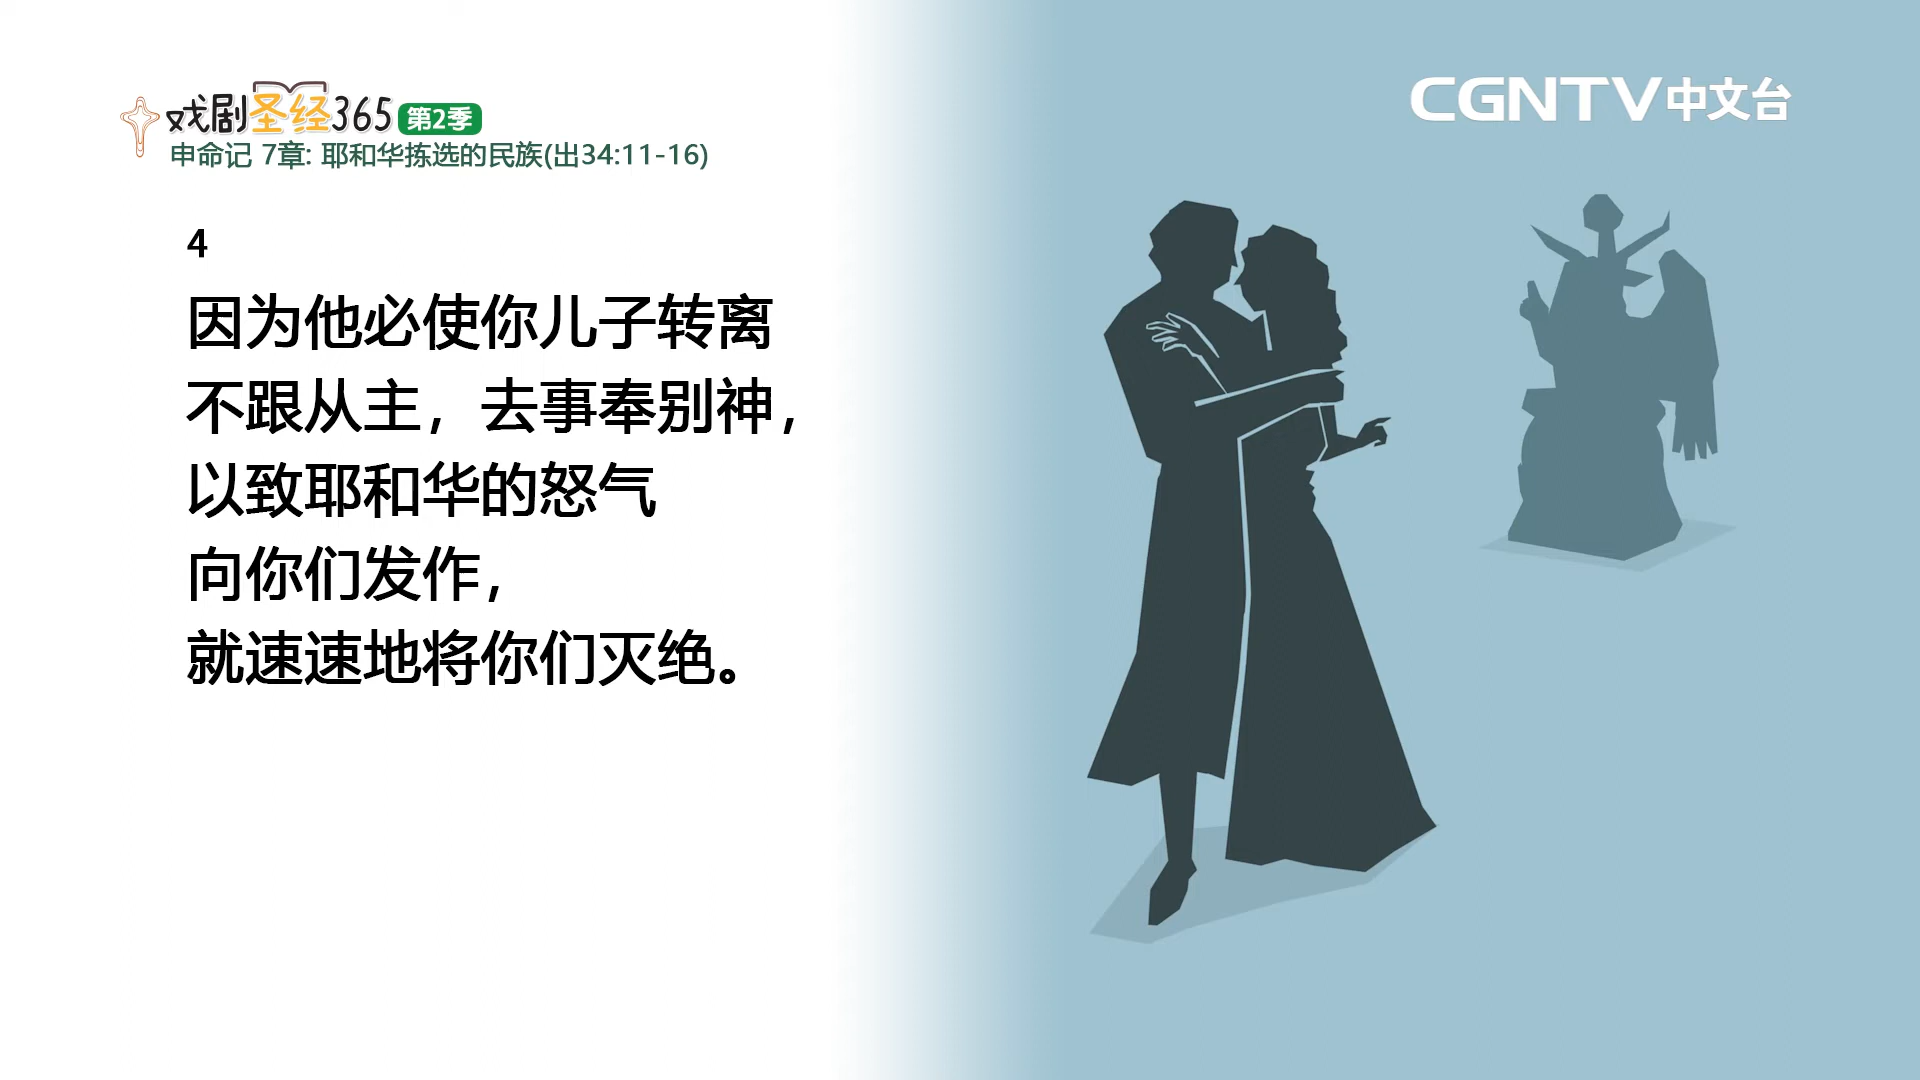 戏剧圣经365 第2季
CGNTV中文台
申命记 7章: 耶和华拣选的民族(出34:11-16)
4
因为他必使你儿子转离
不跟从主，去事奉别神，
以致耶和华的怒气
向你们发作，
就速速地将你们灭绝。